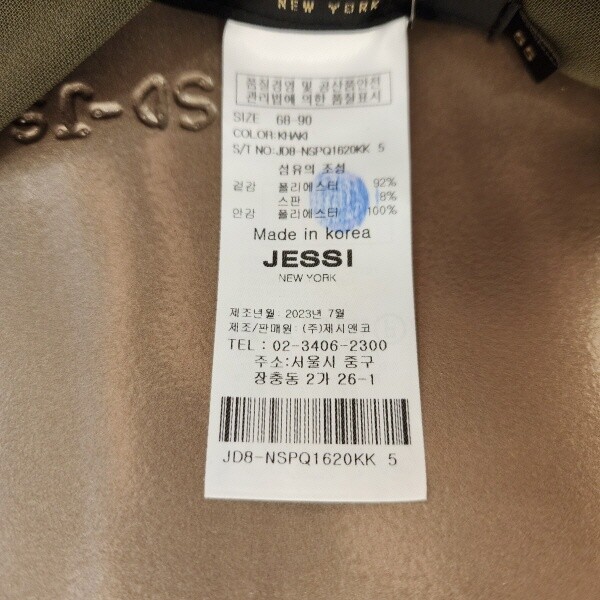 NEW YORK
66
품질경영 및 공산품안전
관리법에 의한 품질표시
SIZE 68-90
COLOR:KHAKI
S/T NO:JD8-NSPQ1620KK 5
섬유의 조성
겉감 폴리에스터 92%
스판 8%
안감 폴리에스터 100%
Made in korea
JESSI
NEW YORK
제조년월: 2023년 7월
제조/판매원 : (주)제시앤코
TEL : 02-3406-2300
주소:서울시 중구
장충동 2가 26-1
JD8-NSPQ1620KK 5